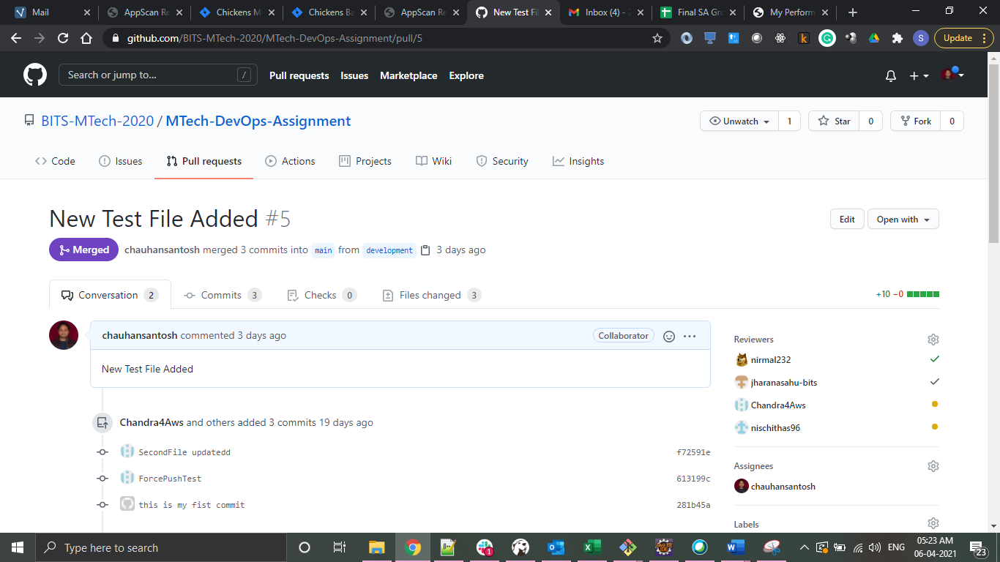 Mail
AppScan Re
Chickens M
Chickens Ba
AppScan Re
New Test Fi
Inbox (4) - 2
Final SA Gro
My Perform
github.com/BITS-MTech-2020/MTech-DevOps-Assignment/pull/5
S
Update
Search or jump to...
/
Pull requests
Issues
Marketplace
Explore
BITS-MTech-2020 / MTech-DevOps-Assignment
Unwatch 1
Star 0
Fork 0
Code
Issues
Pull requests
Actions
Projects
Wiki
Security
Insights
New Test File Added #5
Edit
Open with
Merged
chauhansantosh merged 3 commits into main from development 3 days ago
Conversation 2
Commits 3
Checks 0
Files changed 3
+10 −0
chauhansantosh commented 3 days ago
Collaborator
New Test File Added
Reviewers
nirmal232
jharanasahu-bits
Chandra4Aws
nischithas96
Chandra4Aws and others added 3 commits 19 days ago
SecondFile updatedd f72591e
ForcePushTest 613199c
this is my fist commit 281b45a
Assignees
chauhansantosh
Labels
Type here to search
ENG
05:23 AM
06-04-2021
23